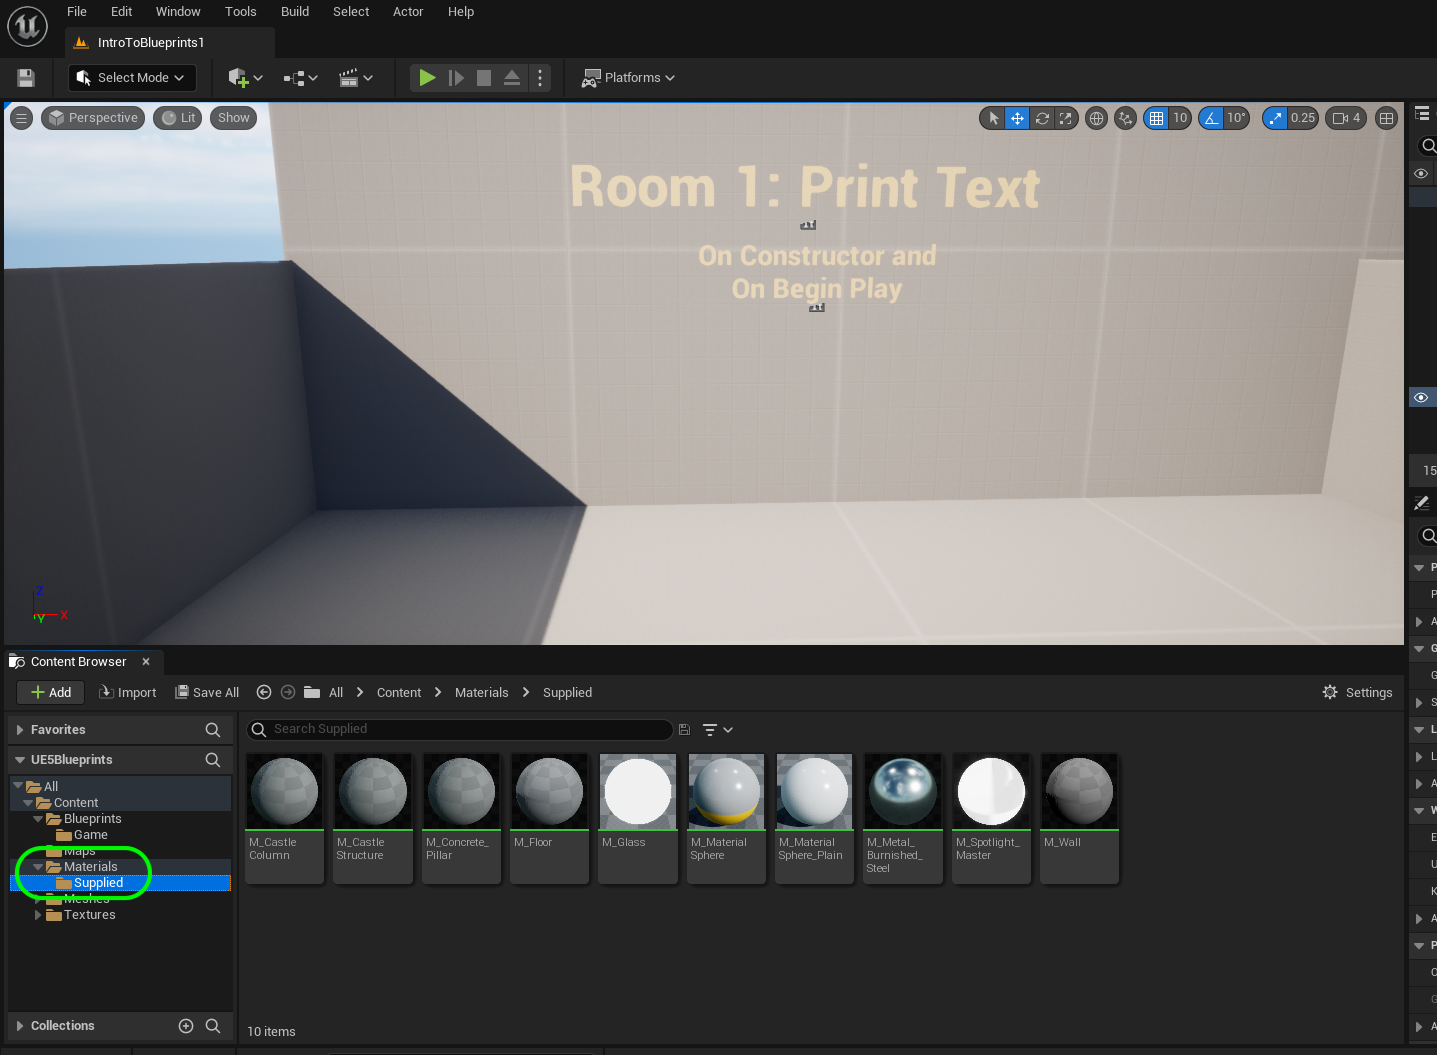 File Edit Window Tools Build Select Actor Help
IntroToBlueprints1
Select Mode Platforms
Perspective Lit Show 10 10° 0.25 4
Room 1: Print Text
On Constructor and
On Begin Play
Z
X
Y
15
Content Browser
Add Import Save All All Content Materials Supplied Settings
Favorites
Search Supplied
UE5Blueprints
All
Content
Blueprints
Game
Maps
Materials
Supplied
Meshes
Textures
M_Castle
Column
M_Castle
Structure
M_Concrete_
Pillar
M_Floor
M_Glass
M_Material
Sphere
M_Material
Sphere_Plain
M_Metal_
Burnished_
Steel
M_Spotlight_
Master
M_Wall
Collections
10 items
P
P
A
G
G
S
L
L
A
W
E
U
K
A
P
A